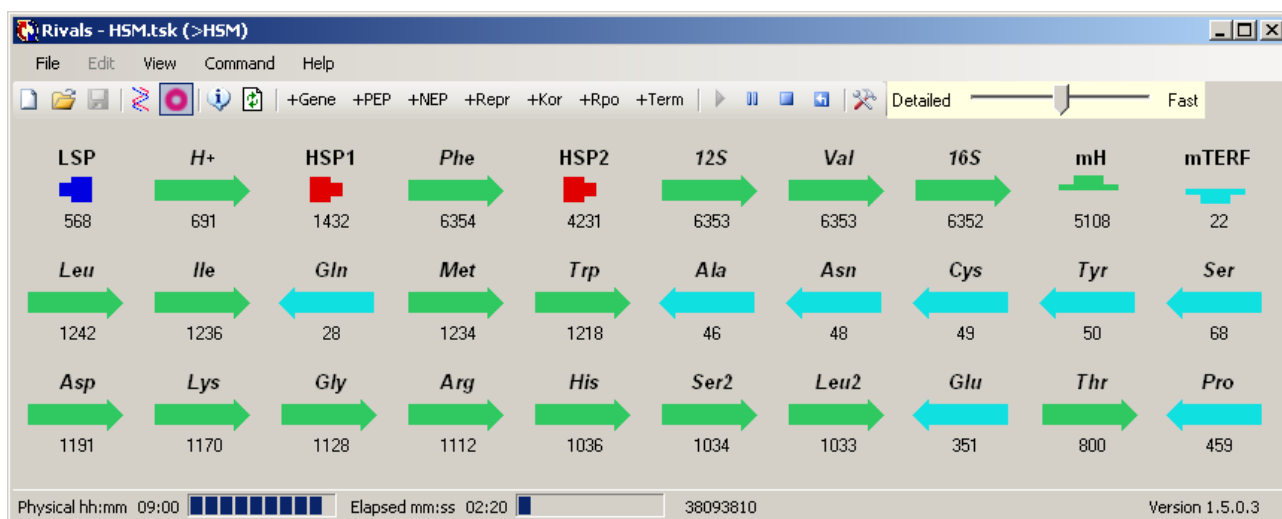 Rivals - HSM.tsk (>HSM)
File Edit View Command Help
+Gene +PEP +NEP +Repr +Kor +Rpo +Term Detailed Fast
LSP H+ HSP1 Phe HSP2 12S Val 16S mH mTERF
568 691 1432 6354 4231 6353 6353 6352 5108 22
Leu Ile Gln Met Trp Ala Asn Cys Tyr Ser
1242 1236 28 1234 1218 46 48 49 50 68
Asp Lys Gly Arg His Ser2 Leu2 Glu Thr Pro
1191 1170 1128 1112 1036 1034 1033 351 800 459
Physical hh:mm 09:00 Elapsed mm:ss 02:20 38093810 Version 1.5.0.3